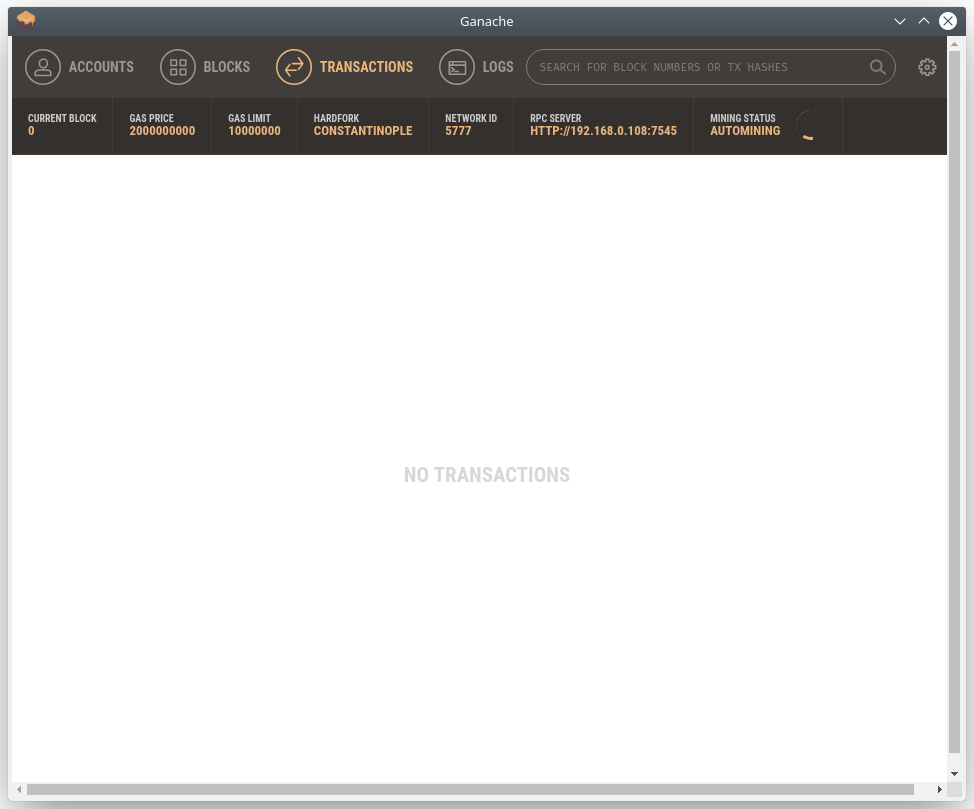 Ganache
ACCOUNTS BLOCKS TRANSACTIONS LOGS SEARCH FOR BLOCK NUMBERS OR TX HASHES
CURRENT BLOCK GAS PRICE GAS LIMIT HARDFORK NETWORK ID RPC SERVER MINING STATUS
0 2000000000 10000000 CONSTANTINOPLE 5777 HTTP://192.168.0.108:7545 AUTOMINING
NO TRANSACTIONS